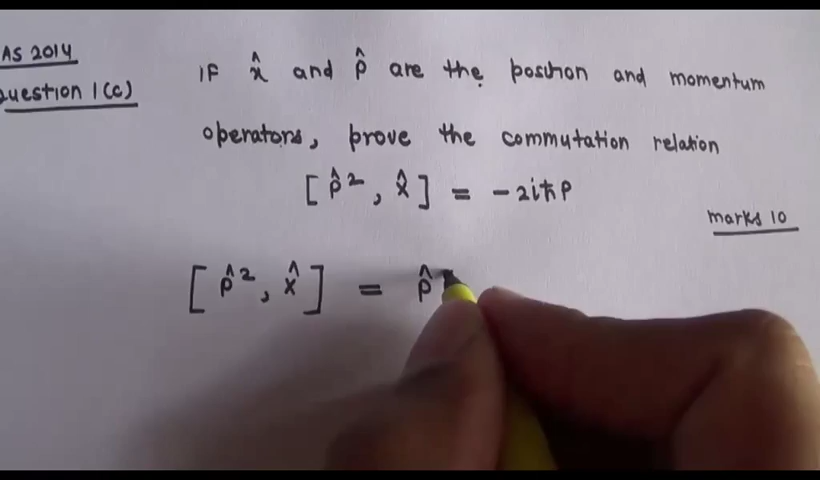 AS 2014
Question 1(c)
If x̂ and p̂ are the position and momentum
operators, prove the commutation relation
[p̂², x̂] = -2iħp
marks 10
[p̂², x̂] = p̂